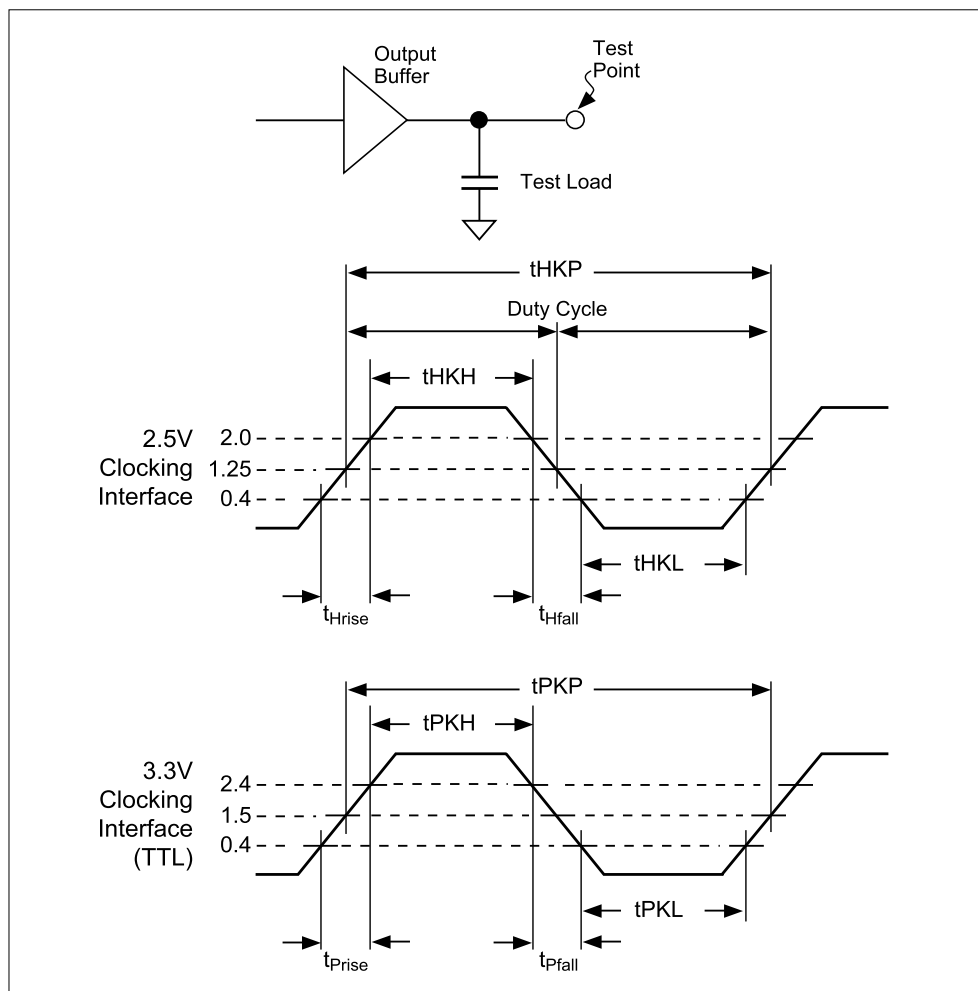 Output
Buffer
Test
Point
Test Load
tHKP
Duty Cycle
tHKH
2.5V
Clocking
Interface
2.0
1.25
0.4
tHKL
tHrise
tHfall
tPKP
tPKH
3.3V
Clocking
Interface
(TTL)
2.4
1.5
0.4
tPKL
tPrise
tPfall